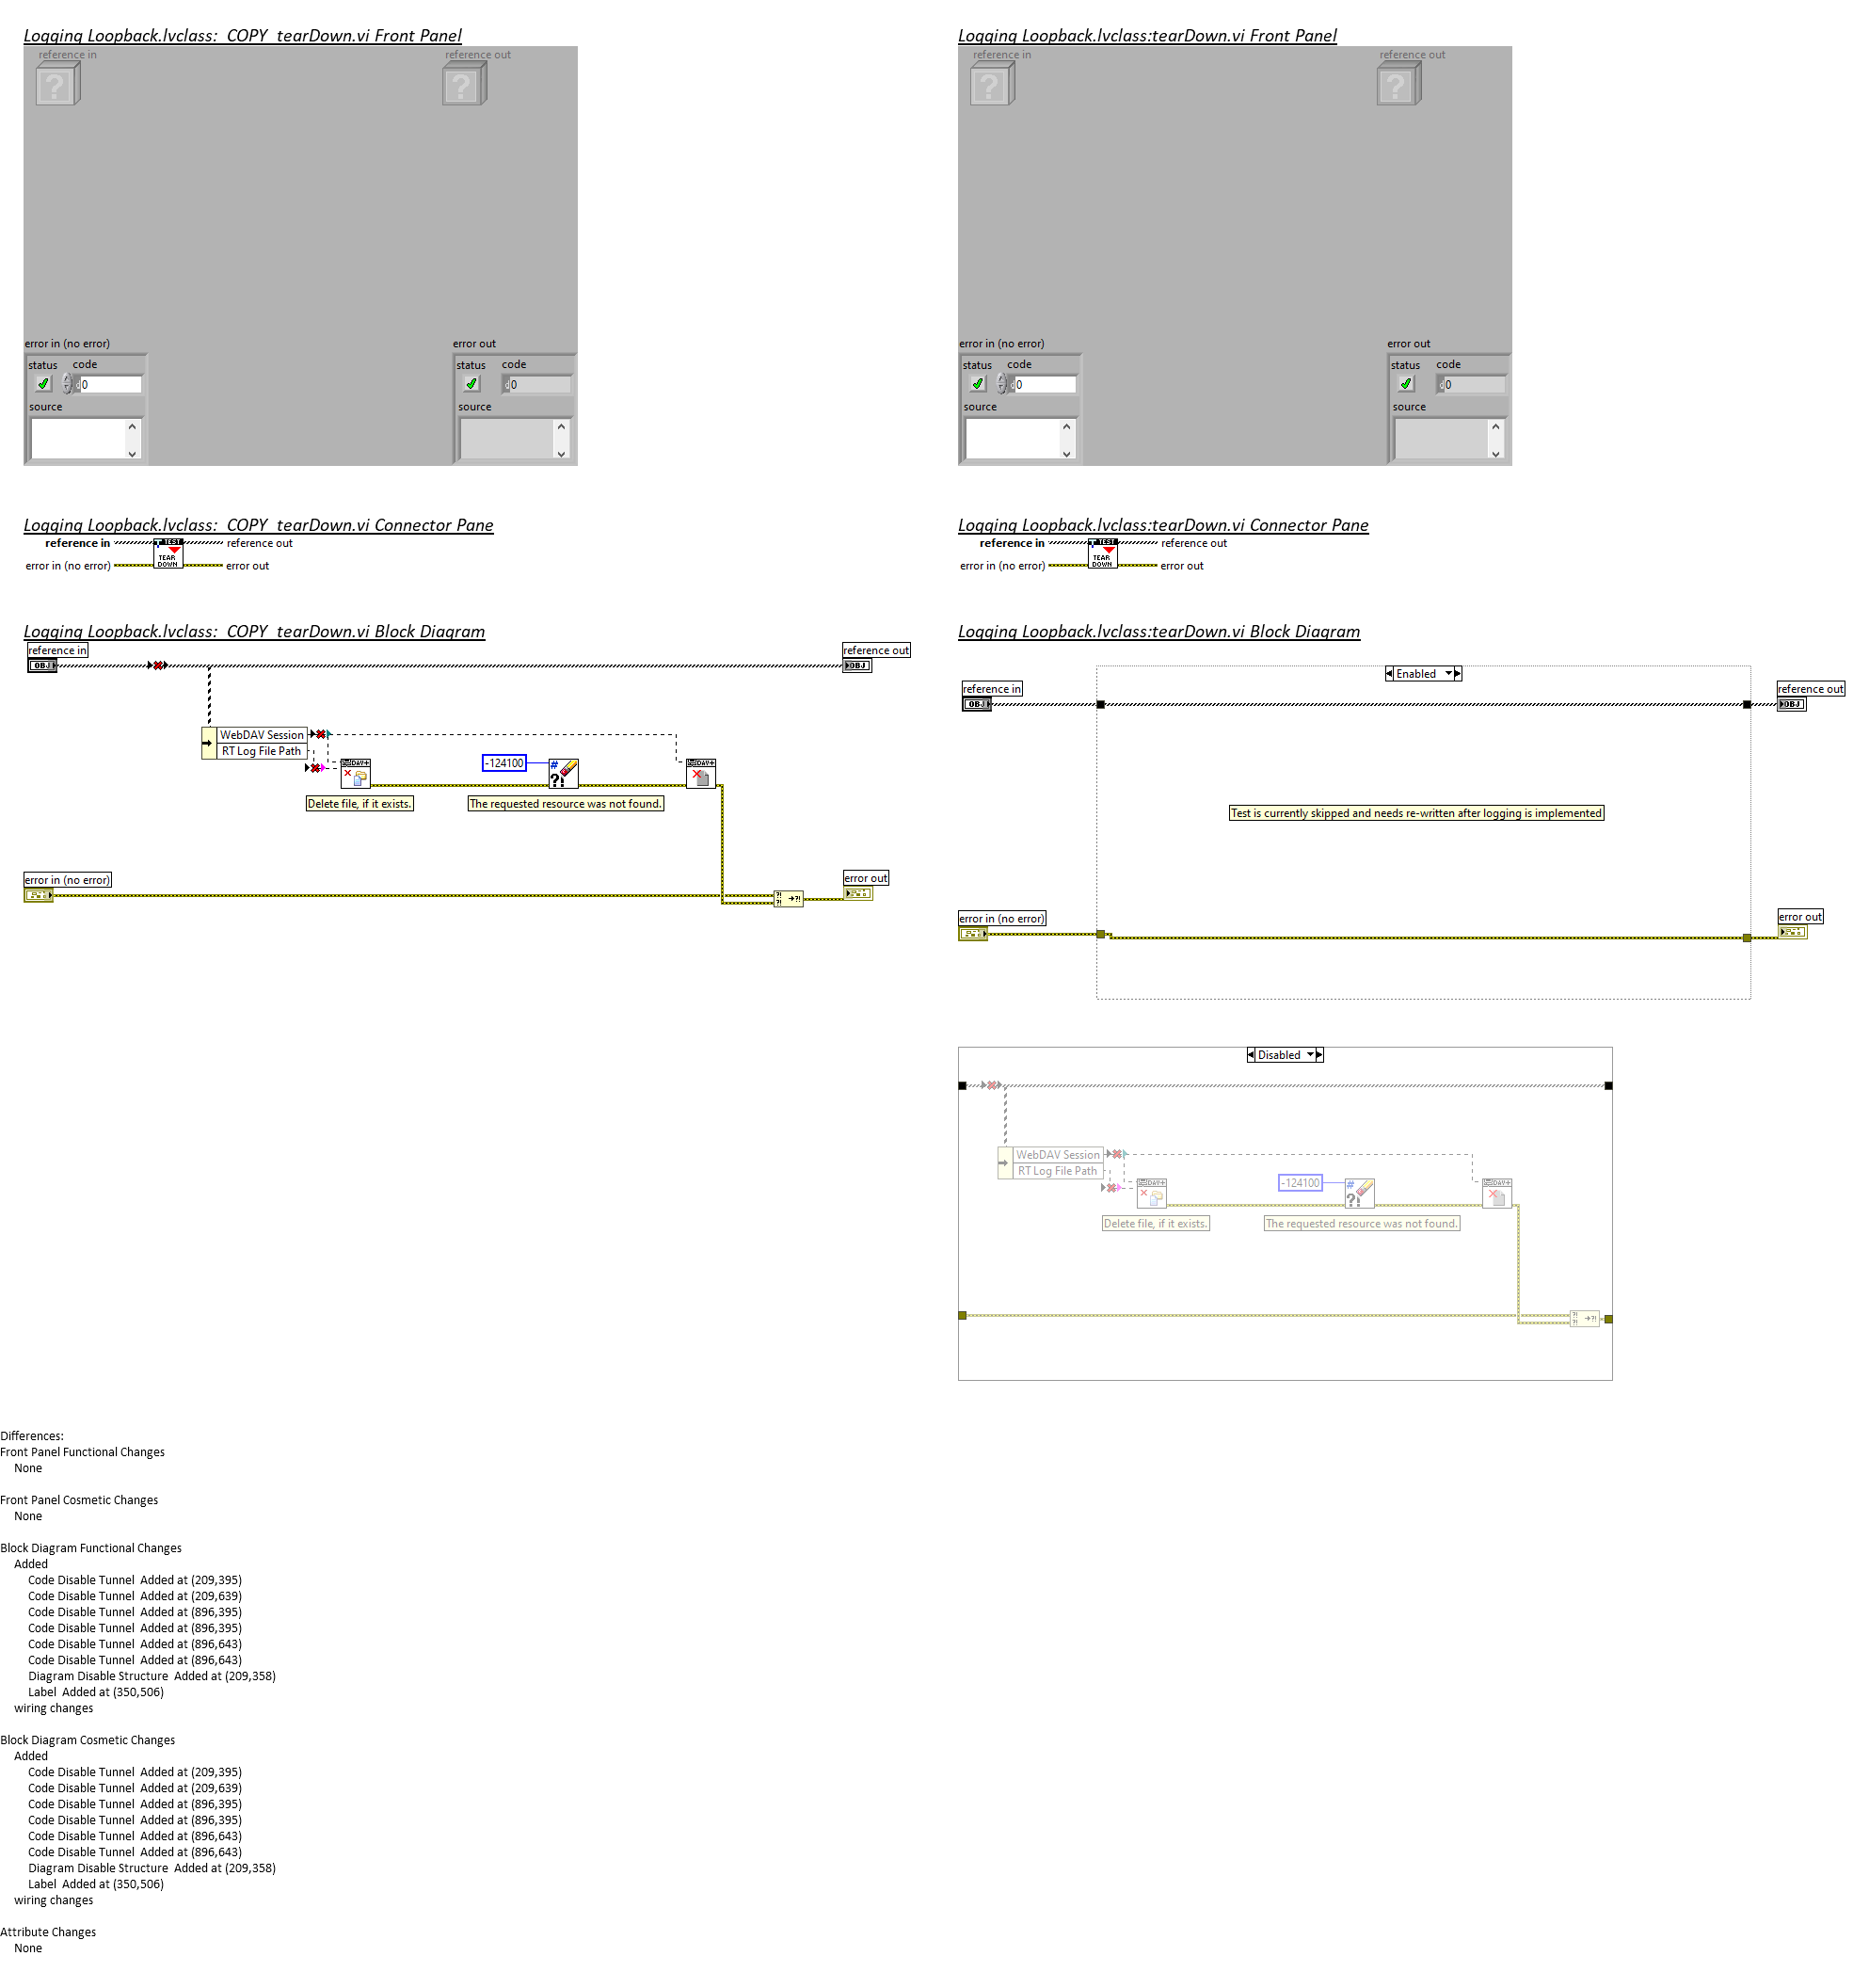 Logging Loopback.lvclass:  COPY  tearDown.vi Front Panel
reference in
reference out
error in (no error)
status
code
0
source
error out
status
code
0
source
Logging Loopback.lvclass:tearDown.vi Front Panel
reference in
reference out
error in (no error)
status
code
0
source
error out
status
code
0
source
Logging Loopback.lvclass:  COPY  tearDown.vi Connector Pane
reference in
reference out
error in (no error)
error out
TEST
TEAR
DOWN
Logging Loopback.lvclass:tearDown.vi Connector Pane
reference in
reference out
error in (no error)
error out
TEST
TEAR
DOWN
Logging Loopback.lvclass:  COPY  tearDown.vi Block Diagram
reference in
OBJ
reference out
OBJ
WebDAV Session
RT Log File Path
DAV+
Delete file, if it exists.
-124100
#
?!
The requested resource was not found.
DAV+
error in (no error)
error out
?!
?!
?!
Logging Loopback.lvclass:tearDown.vi Block Diagram
Enabled
reference in
OBJ
reference out
OBJ
Test is currently skipped and needs re-written after logging is implemented
error in (no error)
error out
Disabled
WebDAV Session
RT Log File Path
DAV+
Delete file, if it exists.
-124100
#
?!
The requested resource was not found.
DAV+
?!
?!
?!
Differences:
Front Panel Functional Changes
None
Front Panel Cosmetic Changes
None
Block Diagram Functional Changes
Added
Code Disable Tunnel  Added at (209,395)
Code Disable Tunnel  Added at (209,639)
Code Disable Tunnel  Added at (896,395)
Code Disable Tunnel  Added at (896,395)
Code Disable Tunnel  Added at (896,643)
Code Disable Tunnel  Added at (896,643)
Diagram Disable Structure  Added at (209,358)
Label  Added at (350,506)
wiring changes
Block Diagram Cosmetic Changes
Added
Code Disable Tunnel  Added at (209,395)
Code Disable Tunnel  Added at (209,639)
Code Disable Tunnel  Added at (896,395)
Code Disable Tunnel  Added at (896,395)
Code Disable Tunnel  Added at (896,643)
Code Disable Tunnel  Added at (896,643)
Diagram Disable Structure  Added at (209,358)
Label  Added at (350,506)
wiring changes
Attribute Changes
None